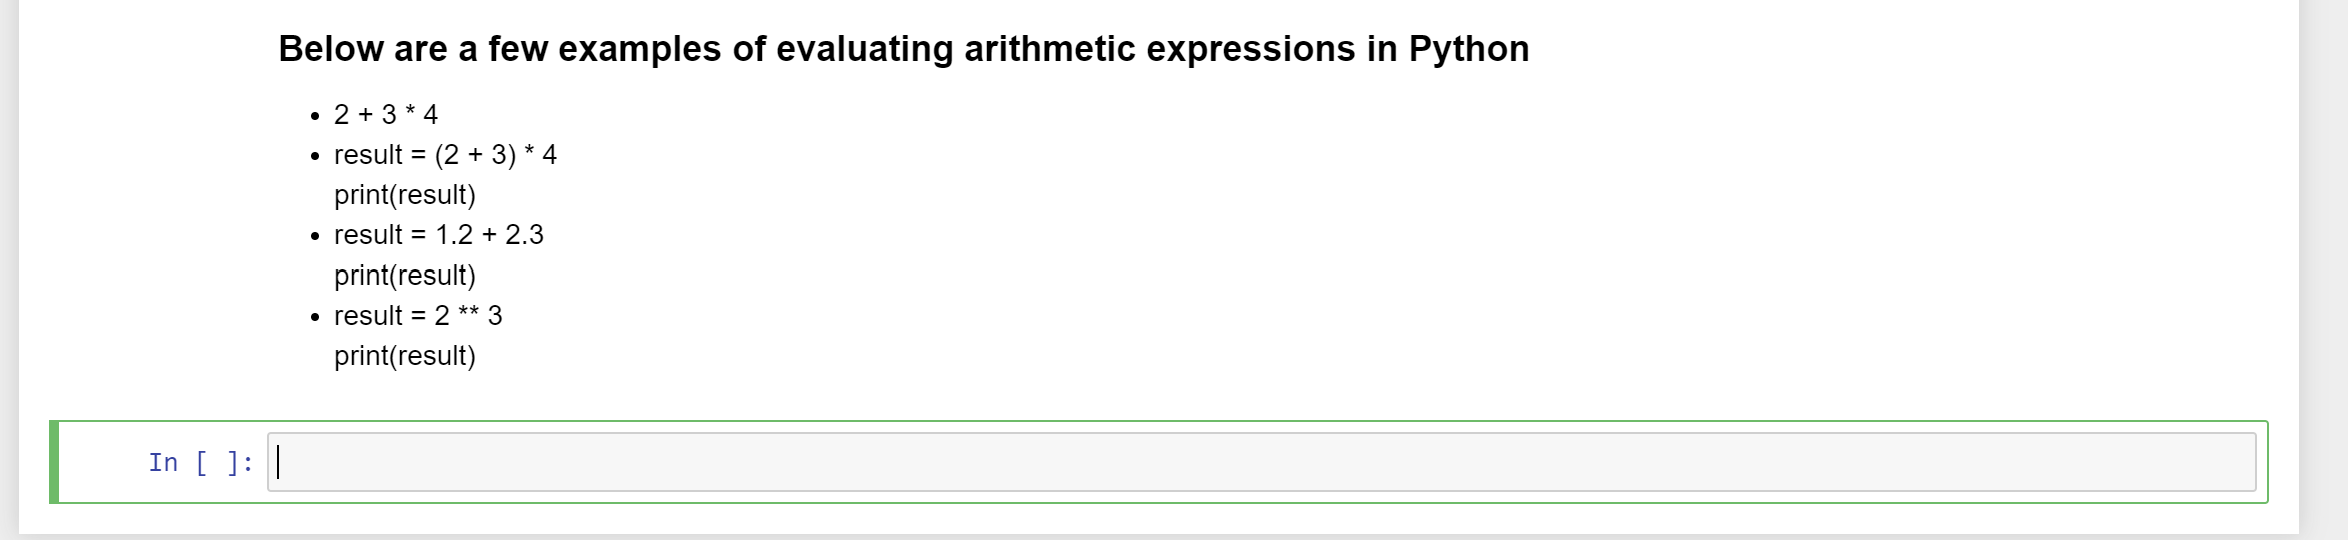 Below are a few examples of evaluating arithmetic expressions in Python
• 2 + 3 * 4
• result = (2 + 3) * 4
print(result)
• result = 1.2 + 2.3
print(result)
• result = 2 ** 3
print(result)
In [ ]: